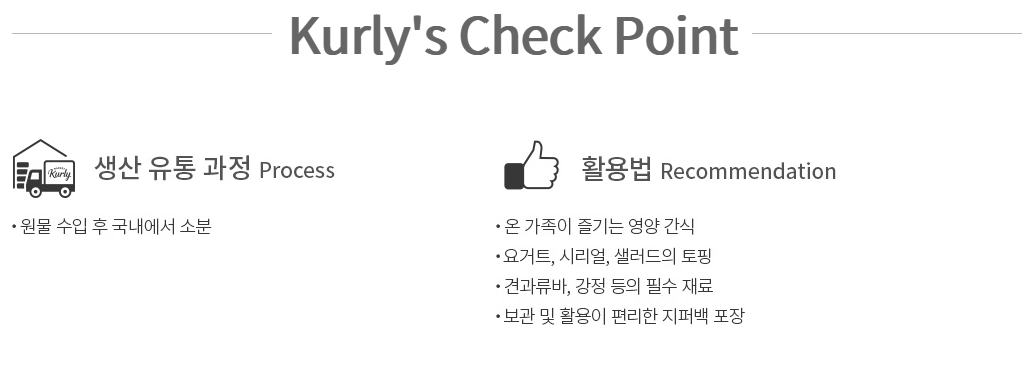 Kurly's Check Point
Kurly
생산 유통 과정 Process
• 원물 수입 후 국내에서 소분
활용법 Recommendation
• 온 가족이 즐기는 영양 간식
• 요거트, 시리얼, 샐러드의 토핑
• 견과류바, 강정 등의 필수 재료
• 보관 및 활용이 편리한 지퍼백 포장